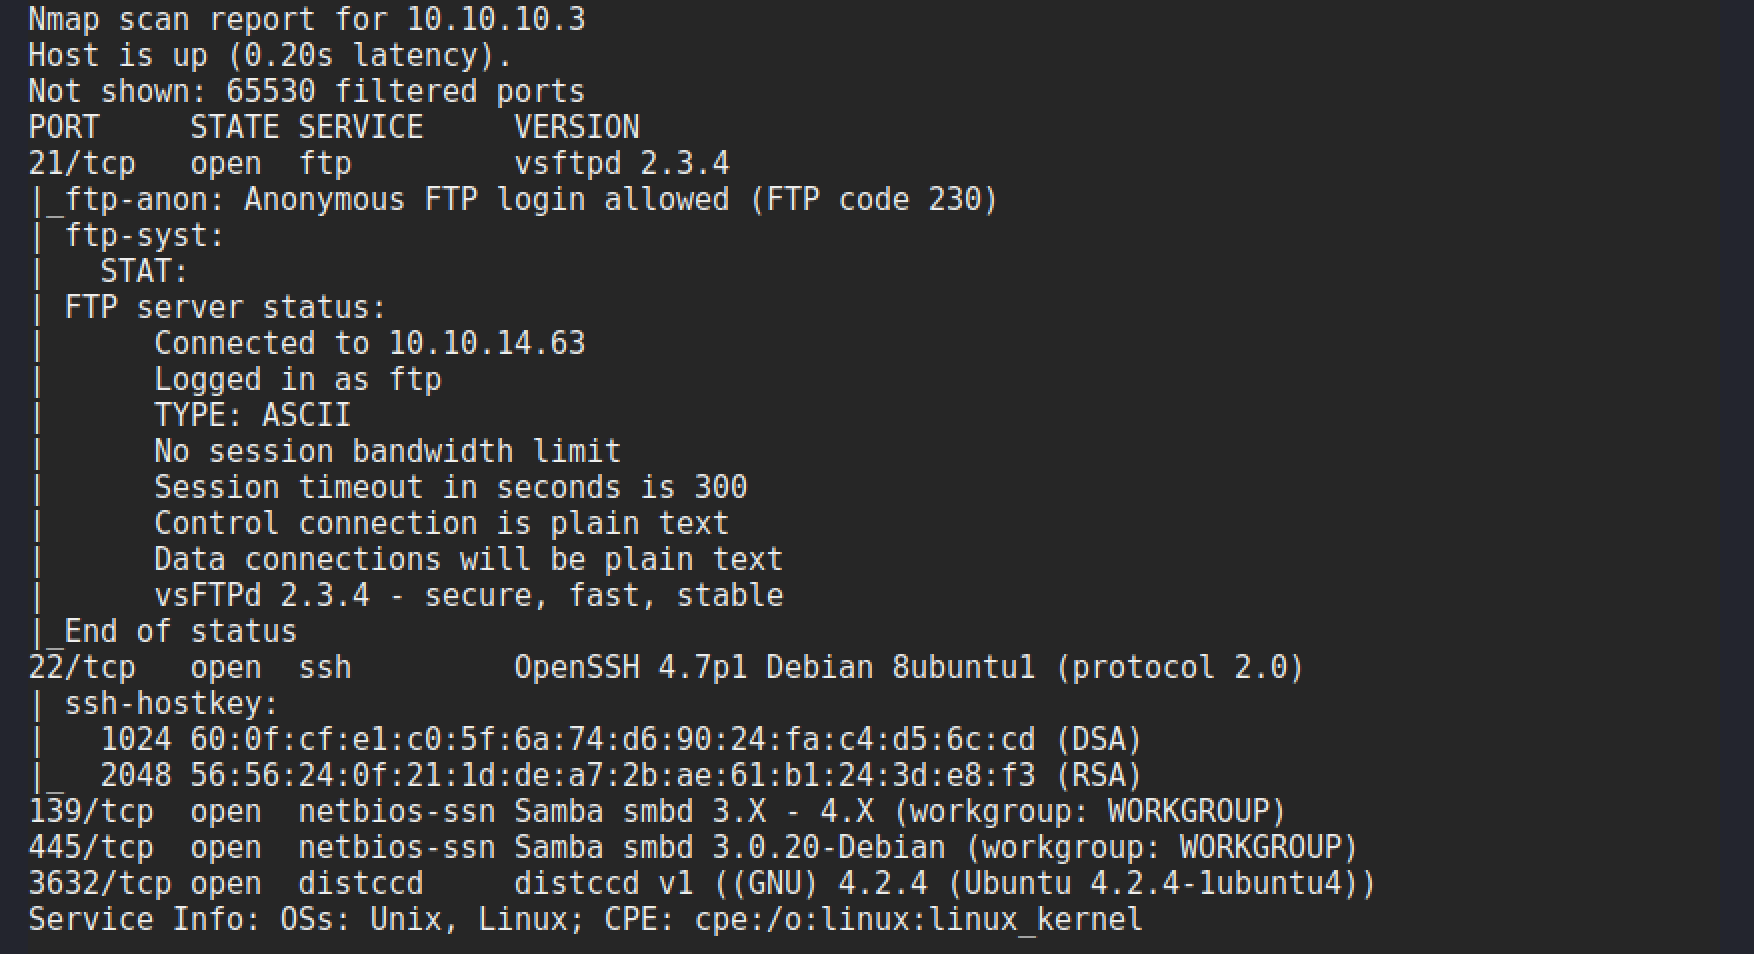 Nmap scan report for 10.10.10.3
Host is up (0.20s latency).
Not shown: 65530 filtered ports
PORT     STATE SERVICE     VERSION
21/tcp   open  ftp         vsftpd 2.3.4
|_ftp-anon: Anonymous FTP login allowed (FTP code 230)
| ftp-syst:
|   STAT:
| FTP server status:
|      Connected to 10.10.14.63
|      Logged in as ftp
|      TYPE: ASCII
|      No session bandwidth limit
|      Session timeout in seconds is 300
|      Control connection is plain text
|      Data connections will be plain text
|      vsFTPd 2.3.4 - secure, fast, stable
|_End of status
22/tcp   open  ssh         OpenSSH 4.7p1 Debian 8ubuntu1 (protocol 2.0)
| ssh-hostkey:
|   1024 60:0f:cf:e1:c0:5f:6a:74:d6:90:24:fa:c4:d5:6c:cd (DSA)
|_  2048 56:56:24:0f:21:1d:de:a7:2b:ae:61:b1:24:3d:e8:f3 (RSA)
139/tcp  open  netbios-ssn Samba smbd 3.X - 4.X (workgroup: WORKGROUP)
445/tcp  open  netbios-ssn Samba smbd 3.0.20-Debian (workgroup: WORKGROUP)
3632/tcp open  distccd     distccd v1 ((GNU) 4.2.4 (Ubuntu 4.2.4-1ubuntu4))
Service Info: OSs: Unix, Linux; CPE: cpe:/o:linux:linux_kernel